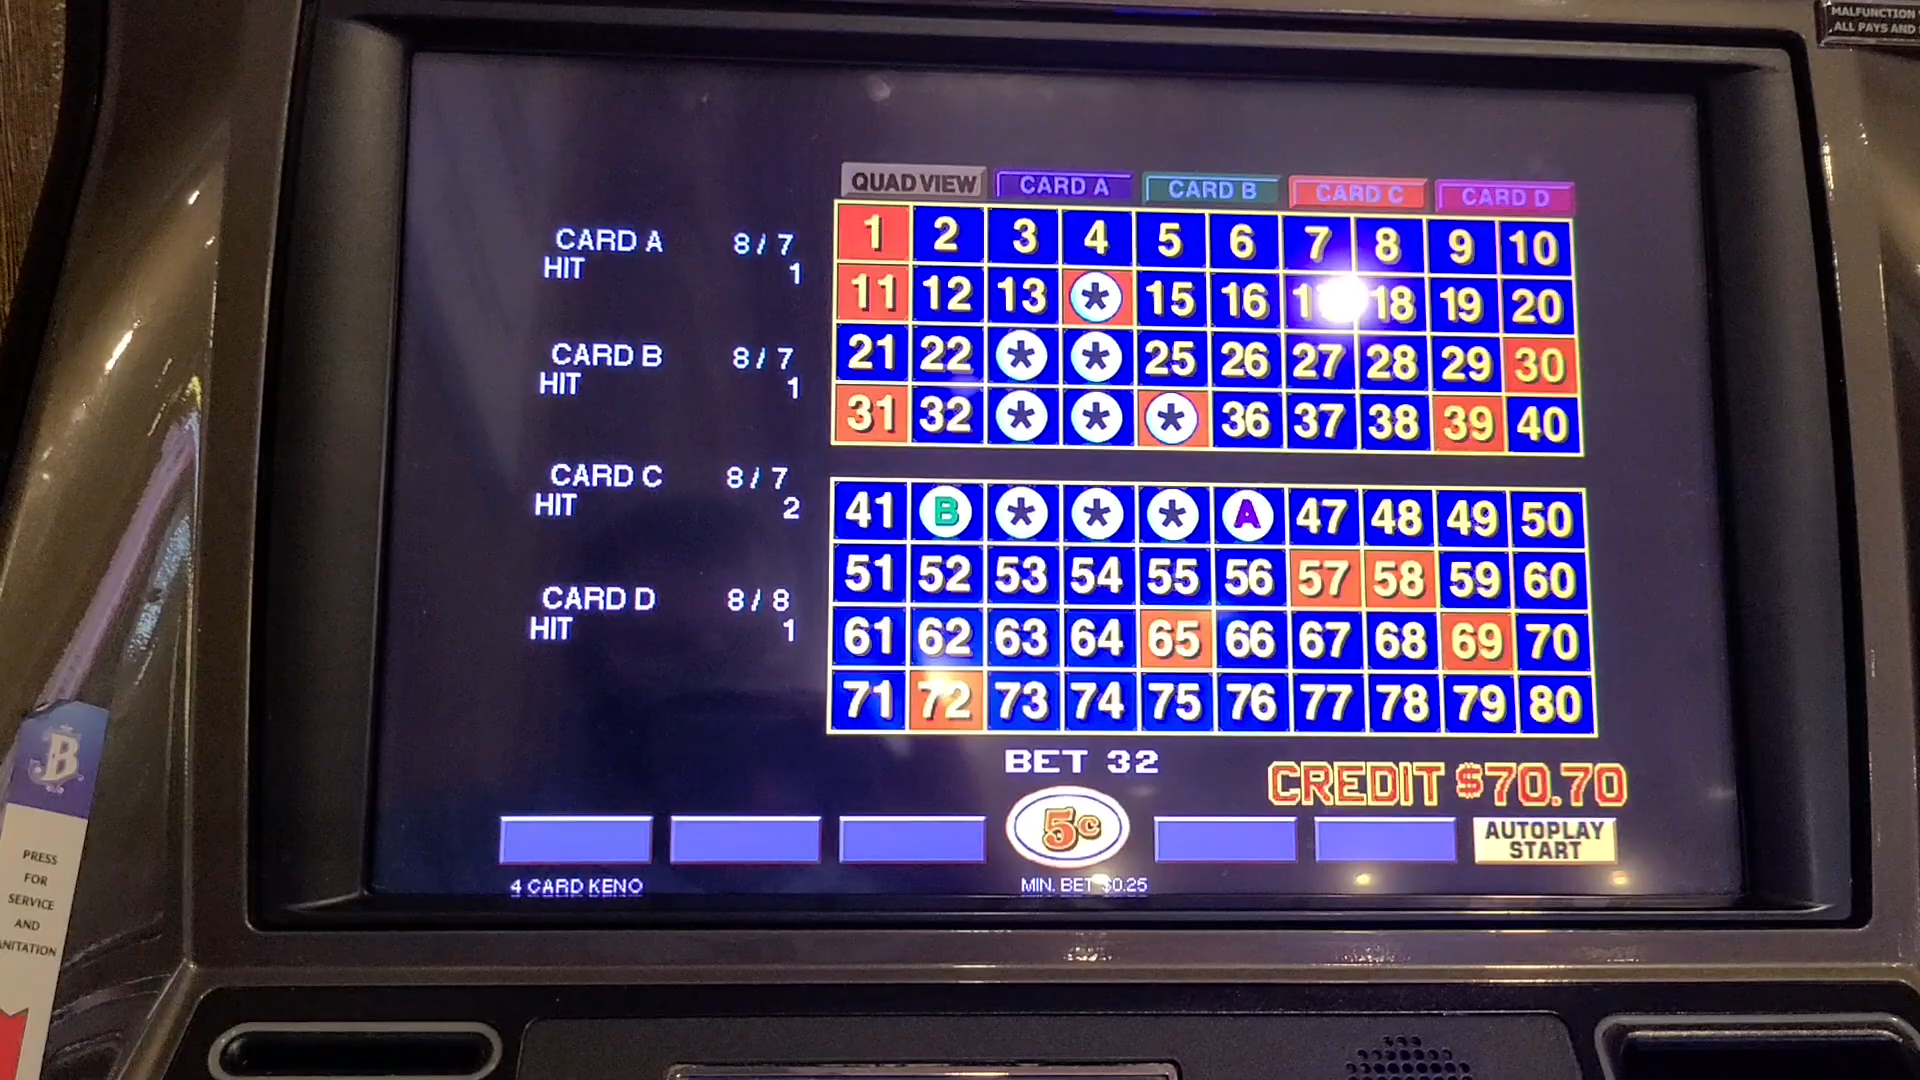 MALFUNCTION
ALL PAYS AND
QUAD VIEW CARD A CARD B CARD C CARD D
CARD A 8/7
HIT 1
CARD B 8/7
HIT 1
CARD C 8/7
HIT 2
CARD D 8/8
HIT 1
1 2 3 4 5 6 7 8 9 10
11 12 13 * 15 16 17 18 19 20
21 22 * * 25 26 27 28 29 30
31 32 * * * 36 37 38 39 40
41 B * * * A 47 48 49 50
51 52 53 54 55 56 57 58 59 60
61 62 63 64 65 66 67 68 69 70
71 72 73 74 75 76 77 78 79 80
BET 32
CREDIT $70.70
5¢
AUTOPLAY
START
4 CARD KENO
MIN. BET $0.25
B
PRESS
FOR
SERVICE
AND
ANITATION